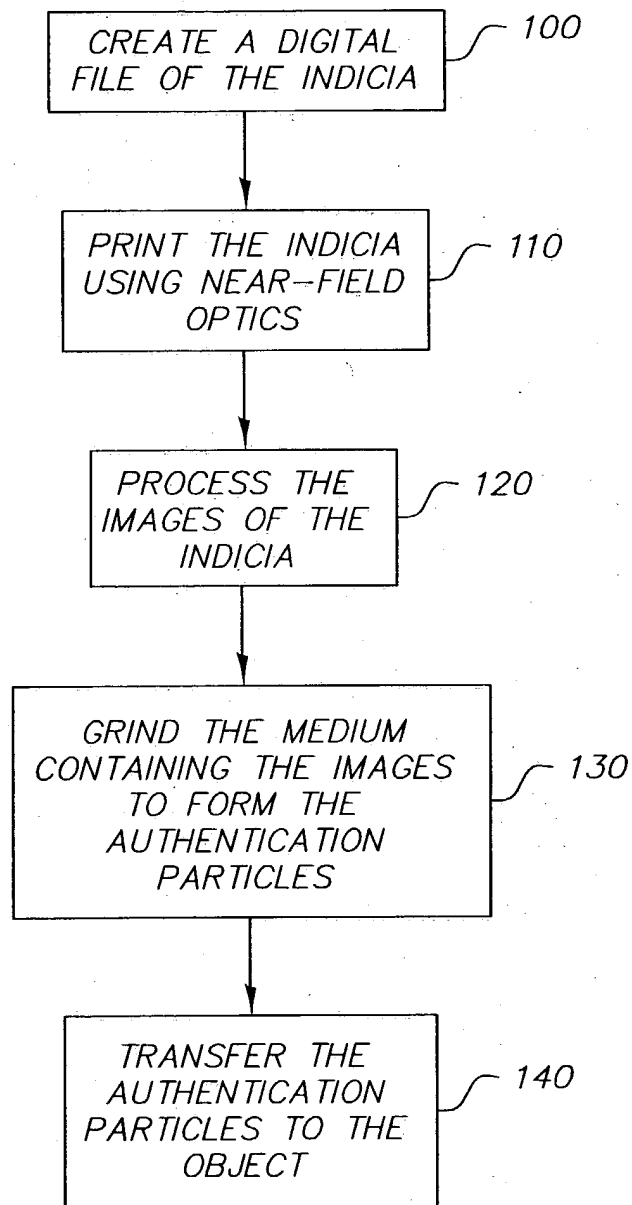 CREATE A DIGITAL
FILE OF THE INDICIA
100
PRINT THE INDICIA
USING NEAR-FIELD
OPTICS
110
PROCESS THE
IMAGES OF THE
INDICIA
120
GRIND THE MEDIUM
CONTAINING THE IMAGES
TO FORM THE
AUTHENTICATION
PARTICLES
130
TRANSFER THE
AUTHENTICATION
PARTICLES TO THE
OBJECT
140